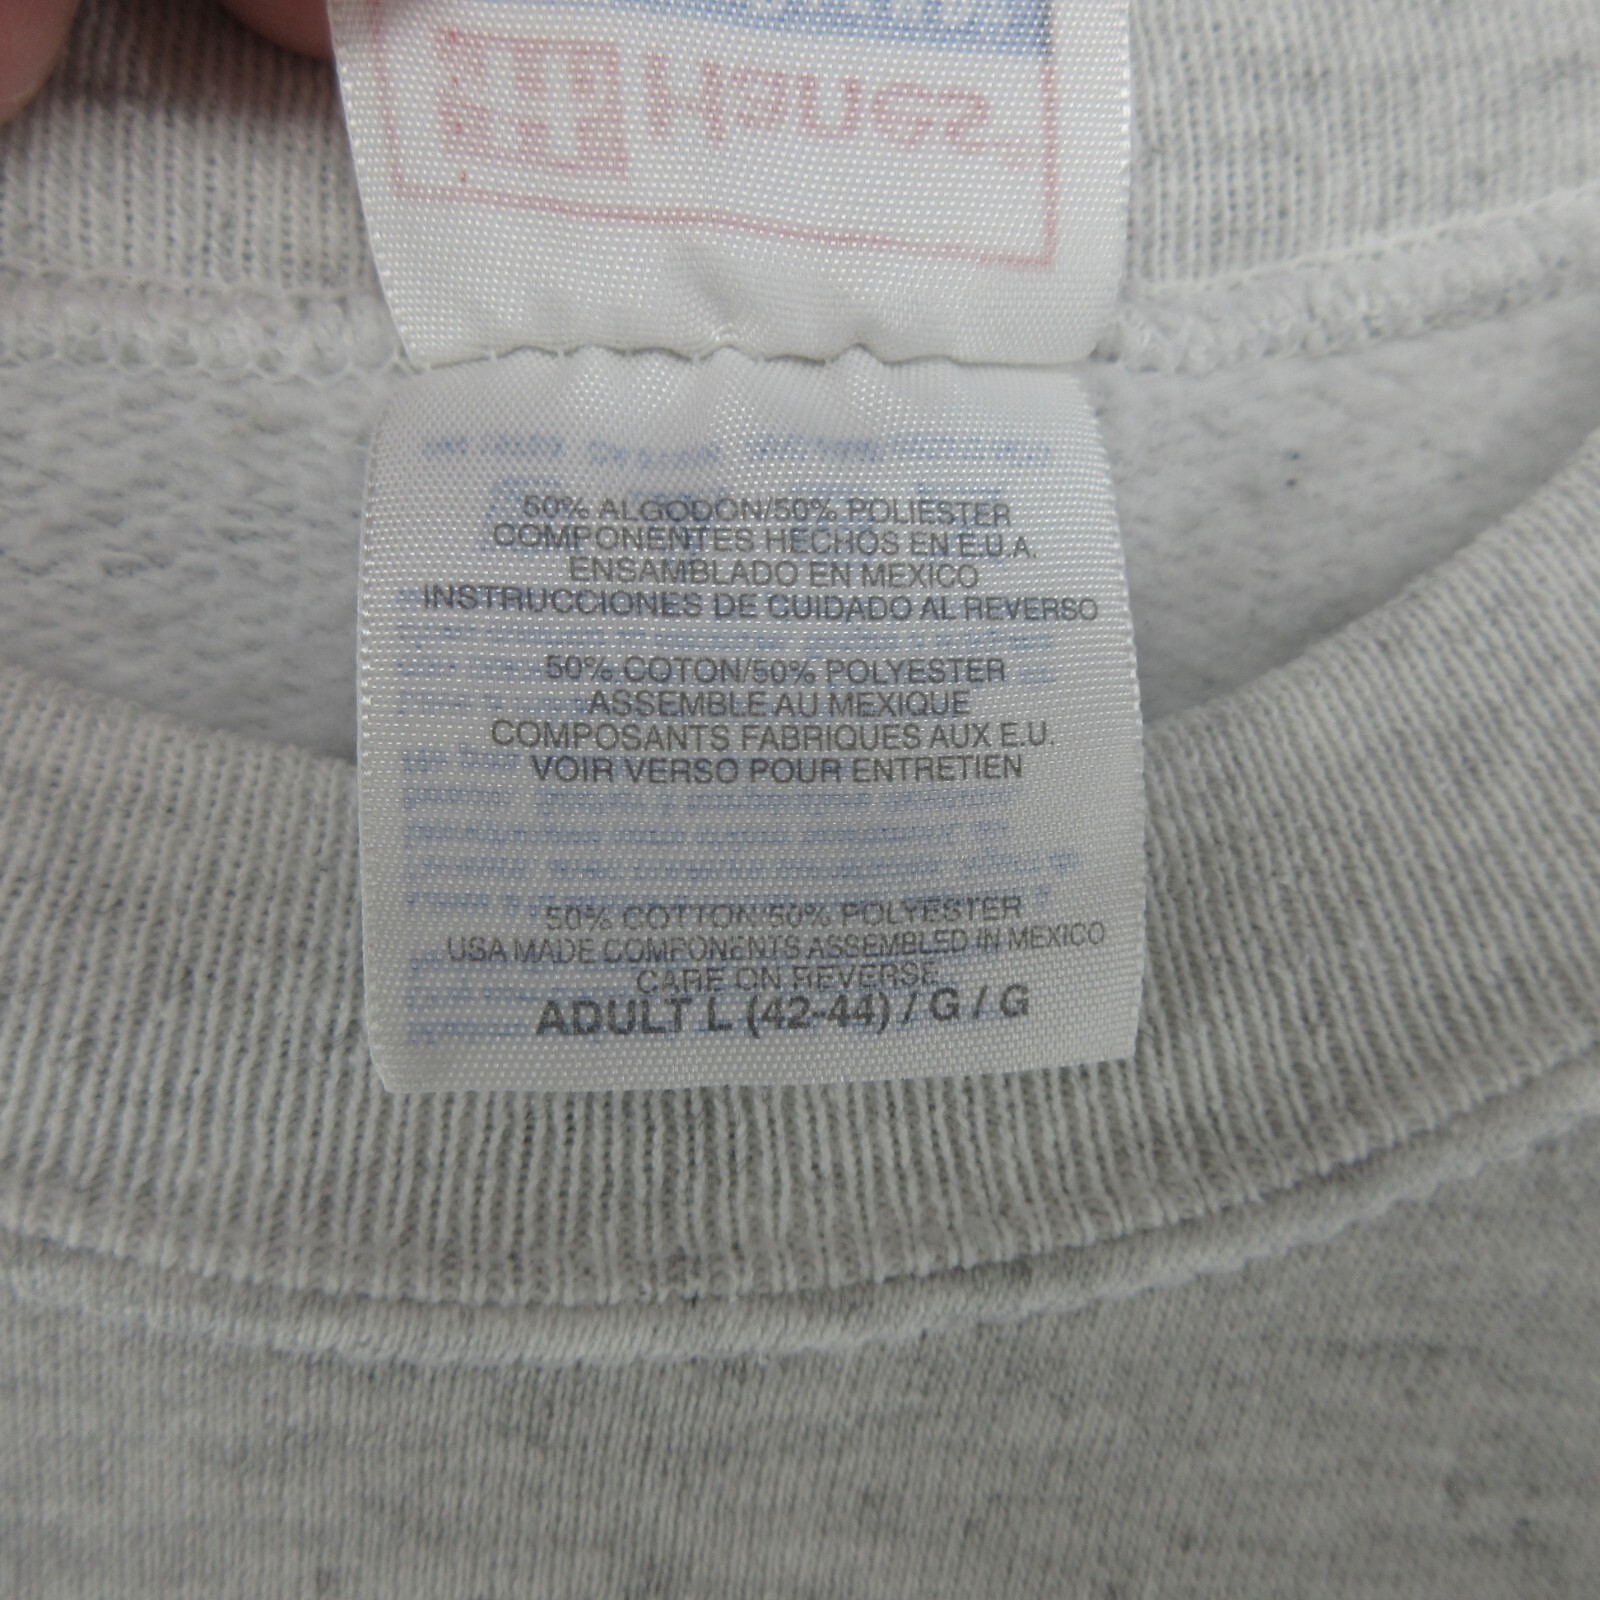 50% ALGODON/50% POLIESTER
COMPONENTES HECHOS EN E.U.A.
ENSAMBLADO EN MEXICO
INSTRUCCIONES DE CUIDADO AL REVERSO
50% COTON/50% POLYESTER
ASSEMBLE AU MEXIQUE
COMPOSANTS FABRIQUES AUX E.U.
VOIR VERSO POUR ENTRETIEN
50% COTTON/50% POLYESTER
USA MADE COMPONENTS ASSEMBLED IN MEXICO
CARE ON REVERSE
ADULT L (42-44) / G / G